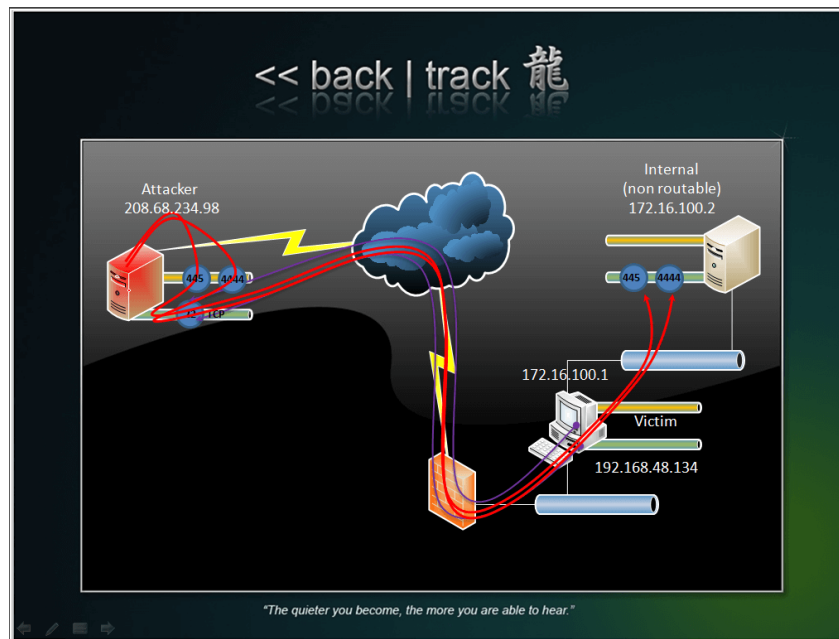 << back | track 龍
Attacker
208.68.234.98
Internal
(non routable)
172.16.100.2
445
4444
445
4444
22 TCP
172.16.100.1
Victim
192.168.48.134
“The quieter you become, the more you are able to hear.”